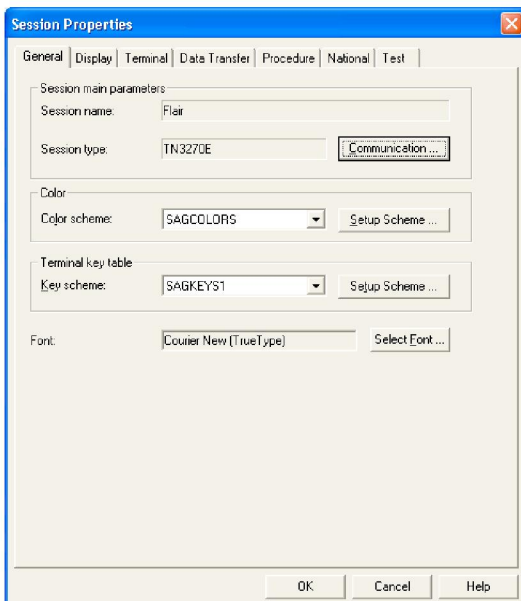 Session Properties
General Display Terminal Data Transfer Procedure National Test
Session main parameters
Session name: Flair
Session type: TN3270E Communication ...
Color
Color scheme: SAGCOLORS Setup Scheme ...
Terminal key table
Key scheme: SAGKEYS1 Setup Scheme ...
Font: Courier New (TrueType) Select Font ...
OK Cancel Help